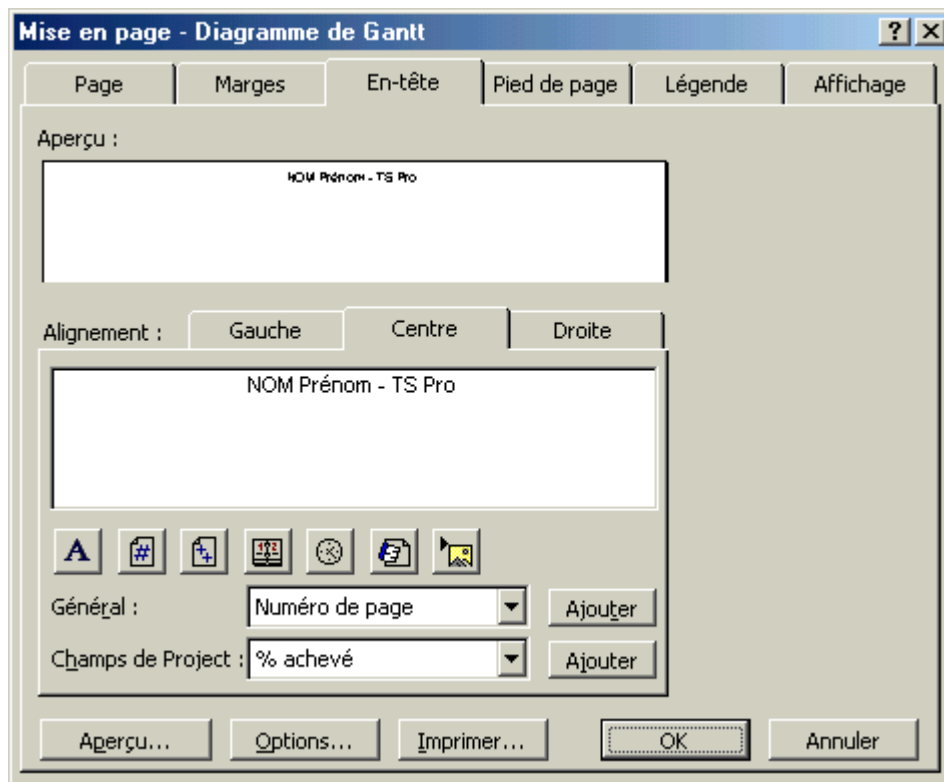 Mise en page - Diagramme de Gantt
Page Marges En-tête Pied de page Légende Affichage
Aperçu :
NOM Prénom - TS Pro
Alignement : Gauche Centre Droite
NOM Prénom - TS Pro
Général : Numéro de page Ajouter
Champs de Project : % achevé Ajouter
Aperçu... Options... Imprimer... OK Annuler